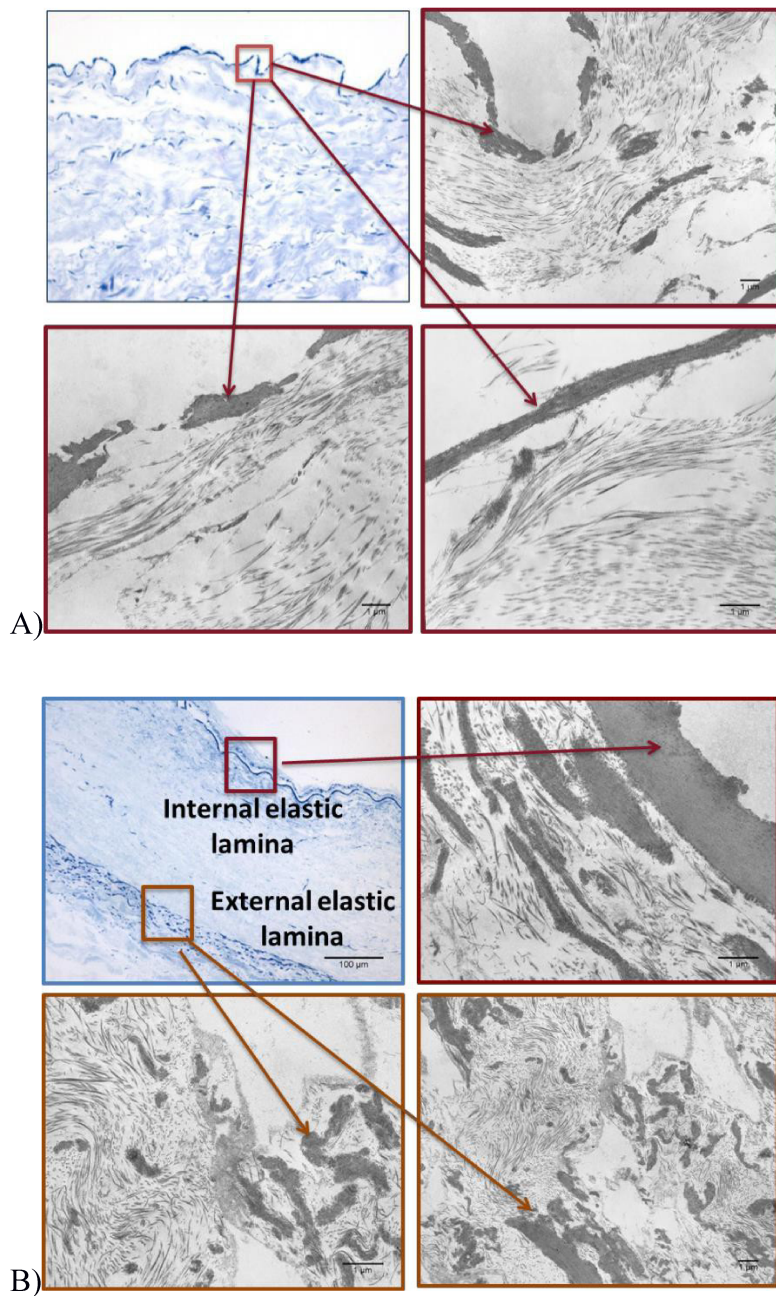 1 µm
1 µm
1 µm
A)
Internal elastic
lamina
External elastic
lamina
100 µm
1 µm
1 µm
1 µm
B)